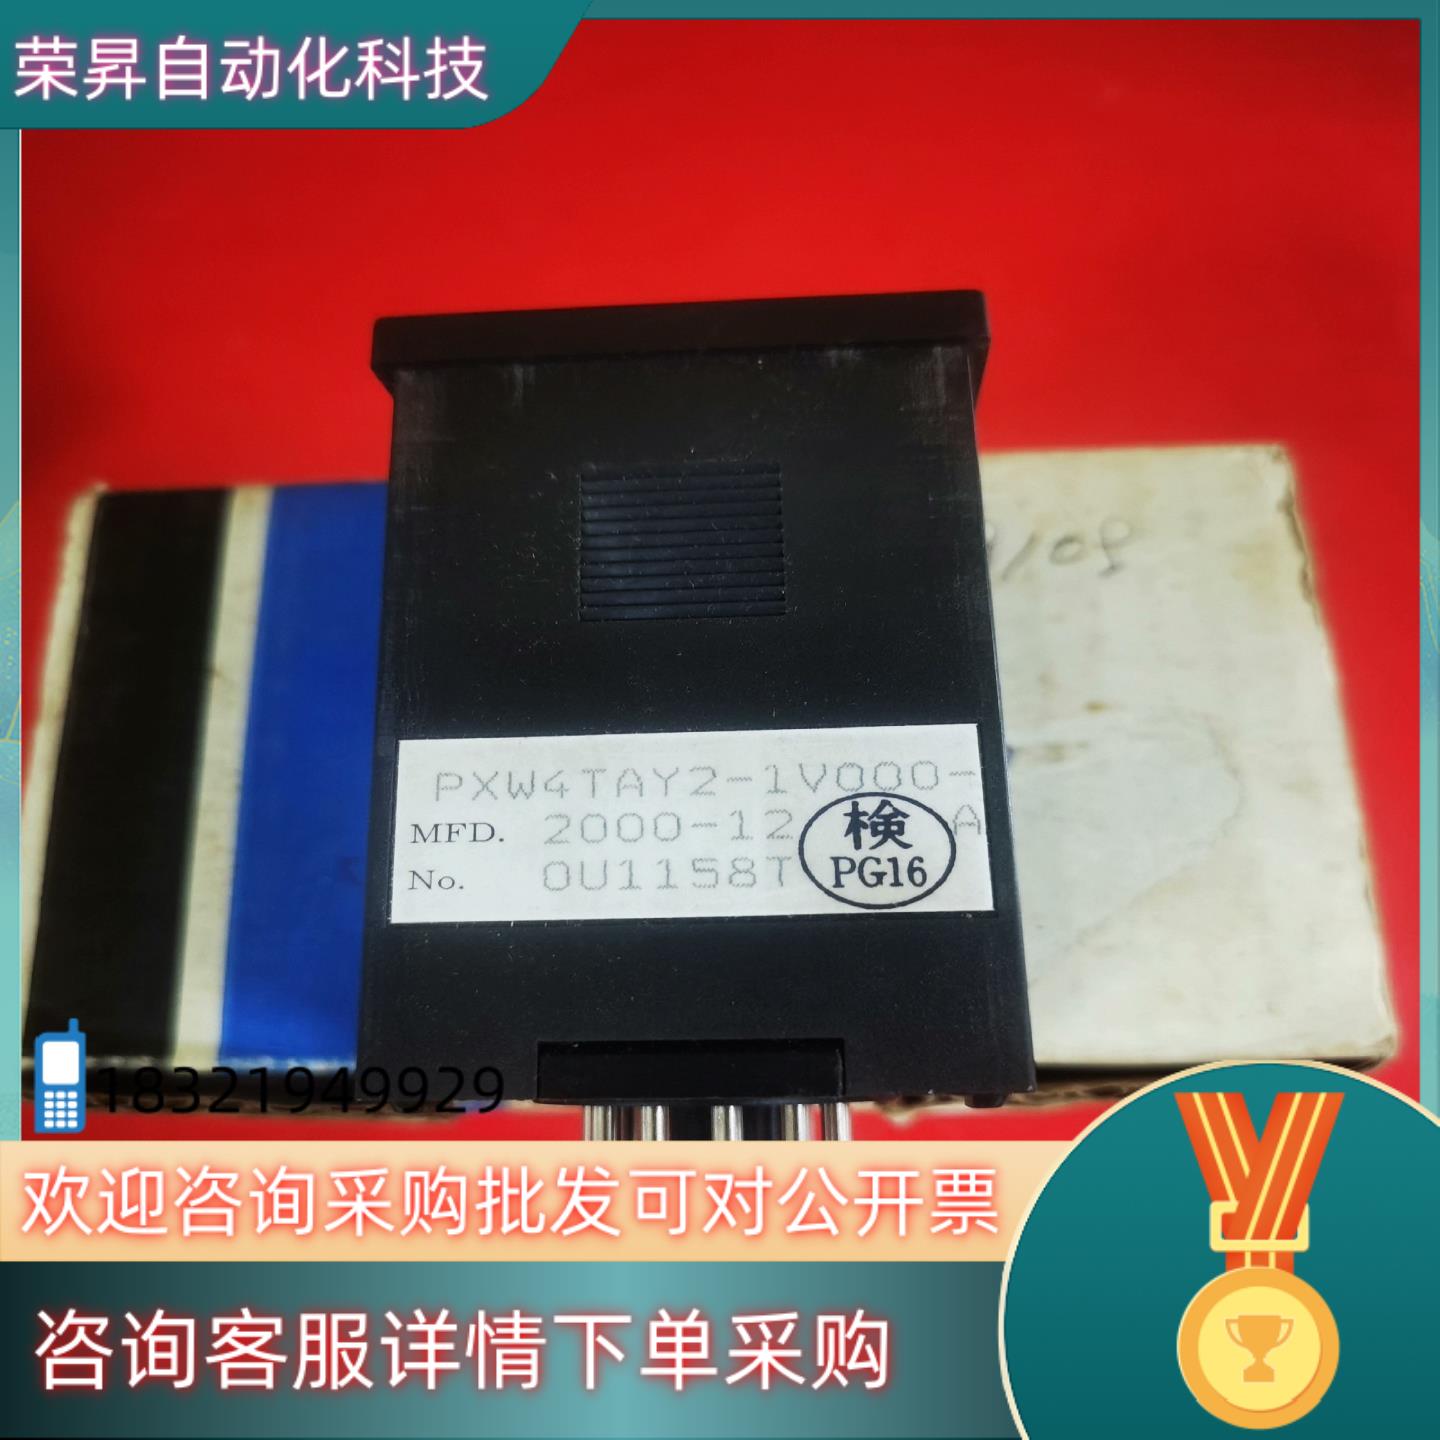 荣昇自动化科技
9/09
PXW4TAY2-1V000-
MFD. 2000-12 A
No. 0U1158T
検
PG16
18321949929
欢迎咨询采购批发可对公开票
咨询客服详情下单采购